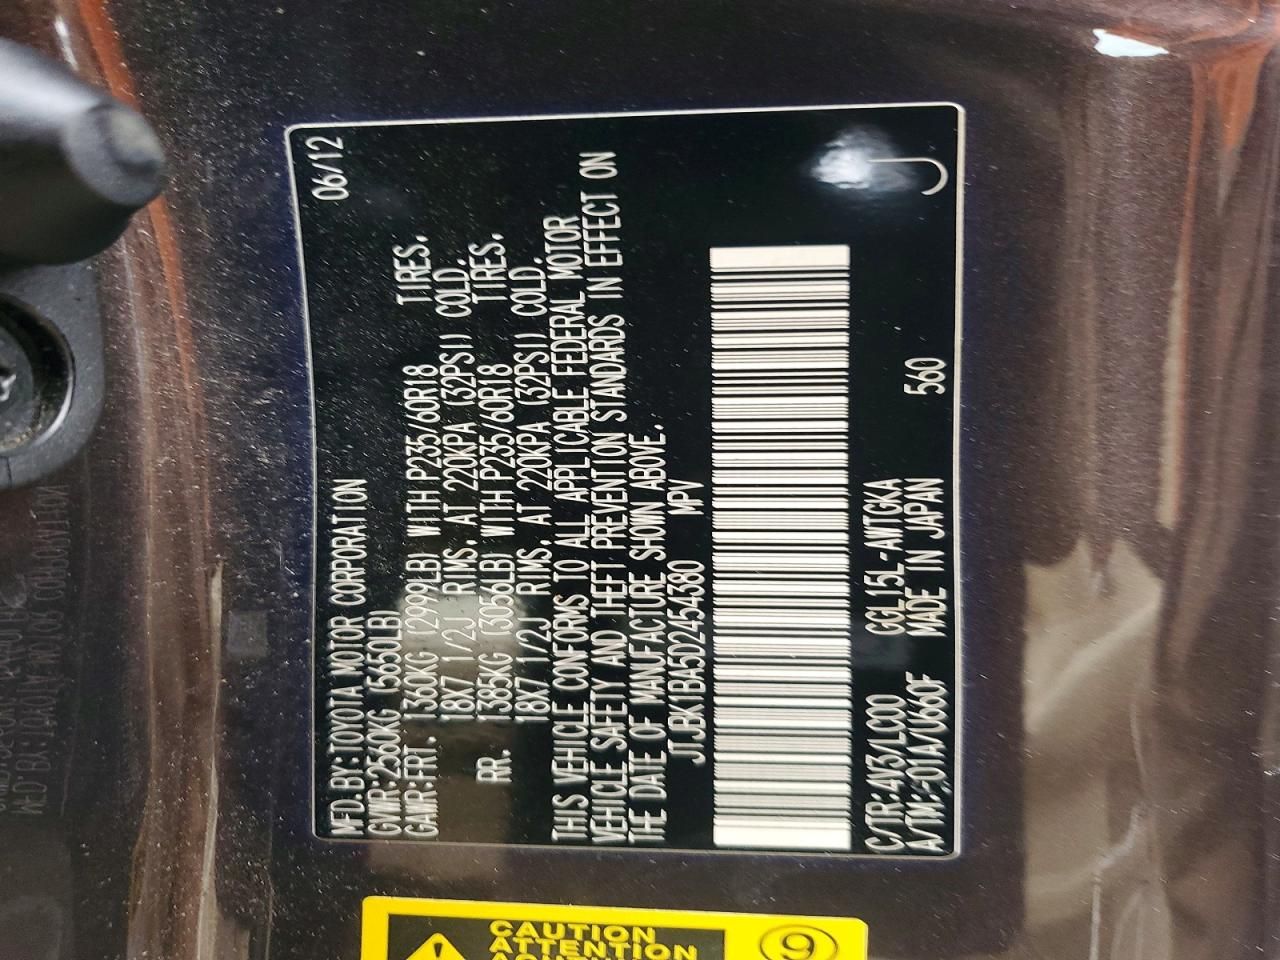 MFD.BY:TOYOTA MOTOR CORPORATION 06/12
GVWR:2560KG (5650LB)
GAWR:FRT. 1360KG (2999LB) WITH P235/60R18 TIRES,
18X7 1/2J RIMS, AT 220KPA (32PSI) COLD.
RR. 1385KG (3056LB) WITH P235/60R18 TIRES,
18X7 1/2J RIMS, AT 220KPA (32PSI) COLD.
THIS VEHICLE CONFORMS TO ALL APPLICABLE FEDERAL MOTOR
VEHICLE SAFETY AND THEFT PREVENTION STANDARDS IN EFFECT ON
THE DATE OF MANUFACTURE SHOWN ABOVE.
JTJBK1BA5D2454380 MPV
C/TR:4V3/LC00 GGL15L-AWTGKA
A/TM:-01A/U660F MADE IN JAPAN 560 J
CAUTION
ATTENTION
9